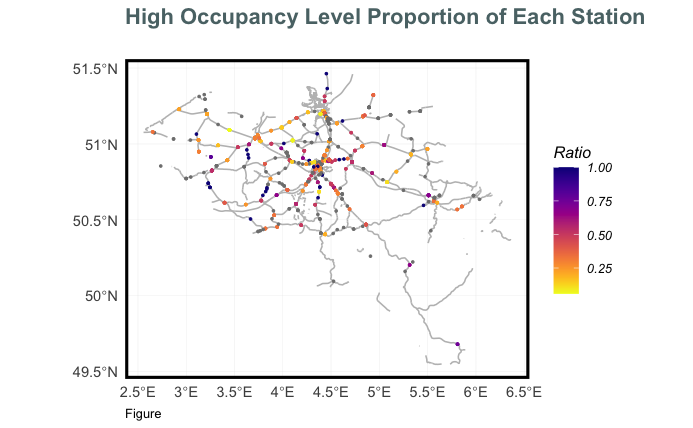 High Occupancy Level Proportion of Each Station
51.5°N
51°N
50.5°N
50°N
49.5°N
2.5°E 3°E 3.5°E 4°E 4.5°E 5°E 5.5°E 6°E 6.5°E
Ratio
1.00
0.75
0.50
0.25
Figure